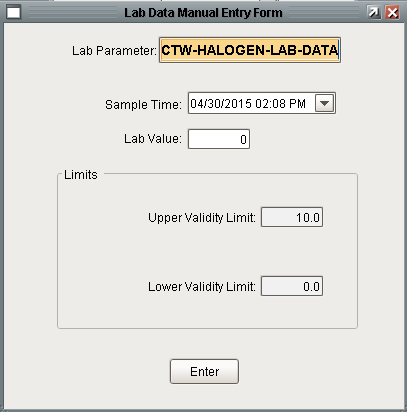 Lab Data Manual Entry Form
Lab Parameter: CTW-HALOGEN-LAB-DATA
Sample Time: 04/30/2015 02:08 PM
Lab Value: 0
Limits
Upper Validity Limit: 10.0
Lower Validity Limit: 0.0
Enter